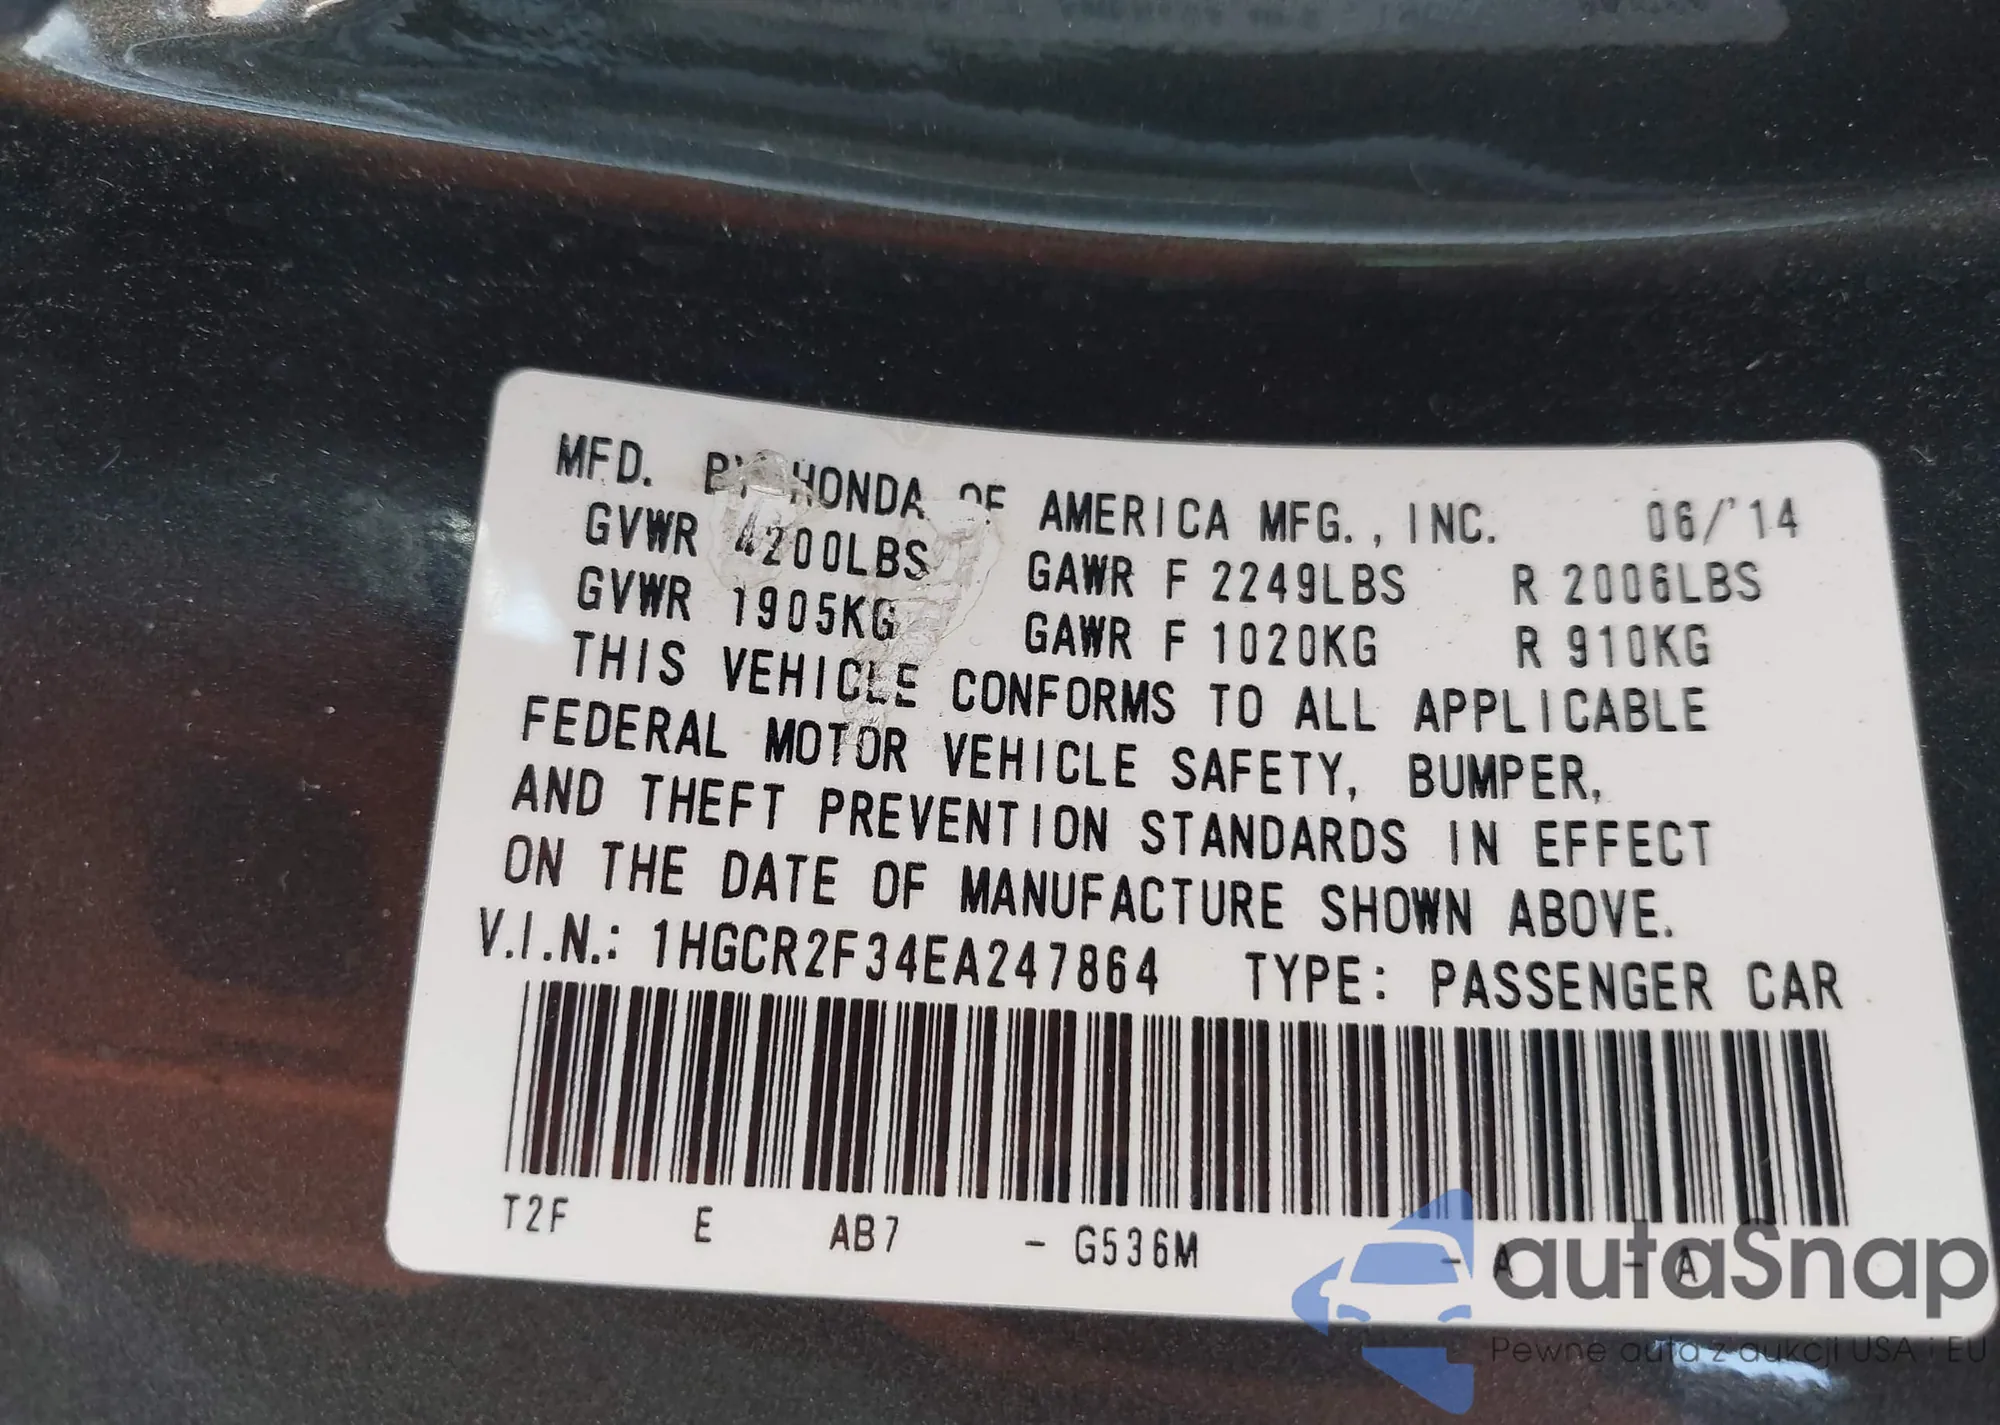 MFD. BY HONDA OF AMERICA MFG., INC. 06/'14
GVWR 4200LBS GAWR F 2249LBS R 2006LBS
GVWR 1905KG GAWR F 1020KG R 910KG
THIS VEHICLE CONFORMS TO ALL APPLICABLE
FEDERAL MOTOR VEHICLE SAFETY, BUMPER,
AND THEFT PREVENTION STANDARDS IN EFFECT
ON THE DATE OF MANUFACTURE SHOWN ABOVE.
V.I.N.: 1HGCR2F34EA247864 TYPE: PASSENGER CAR
T2F E AB7 - G536M - A - A
autaSnap
Pewne auta z aukcji USA i EU